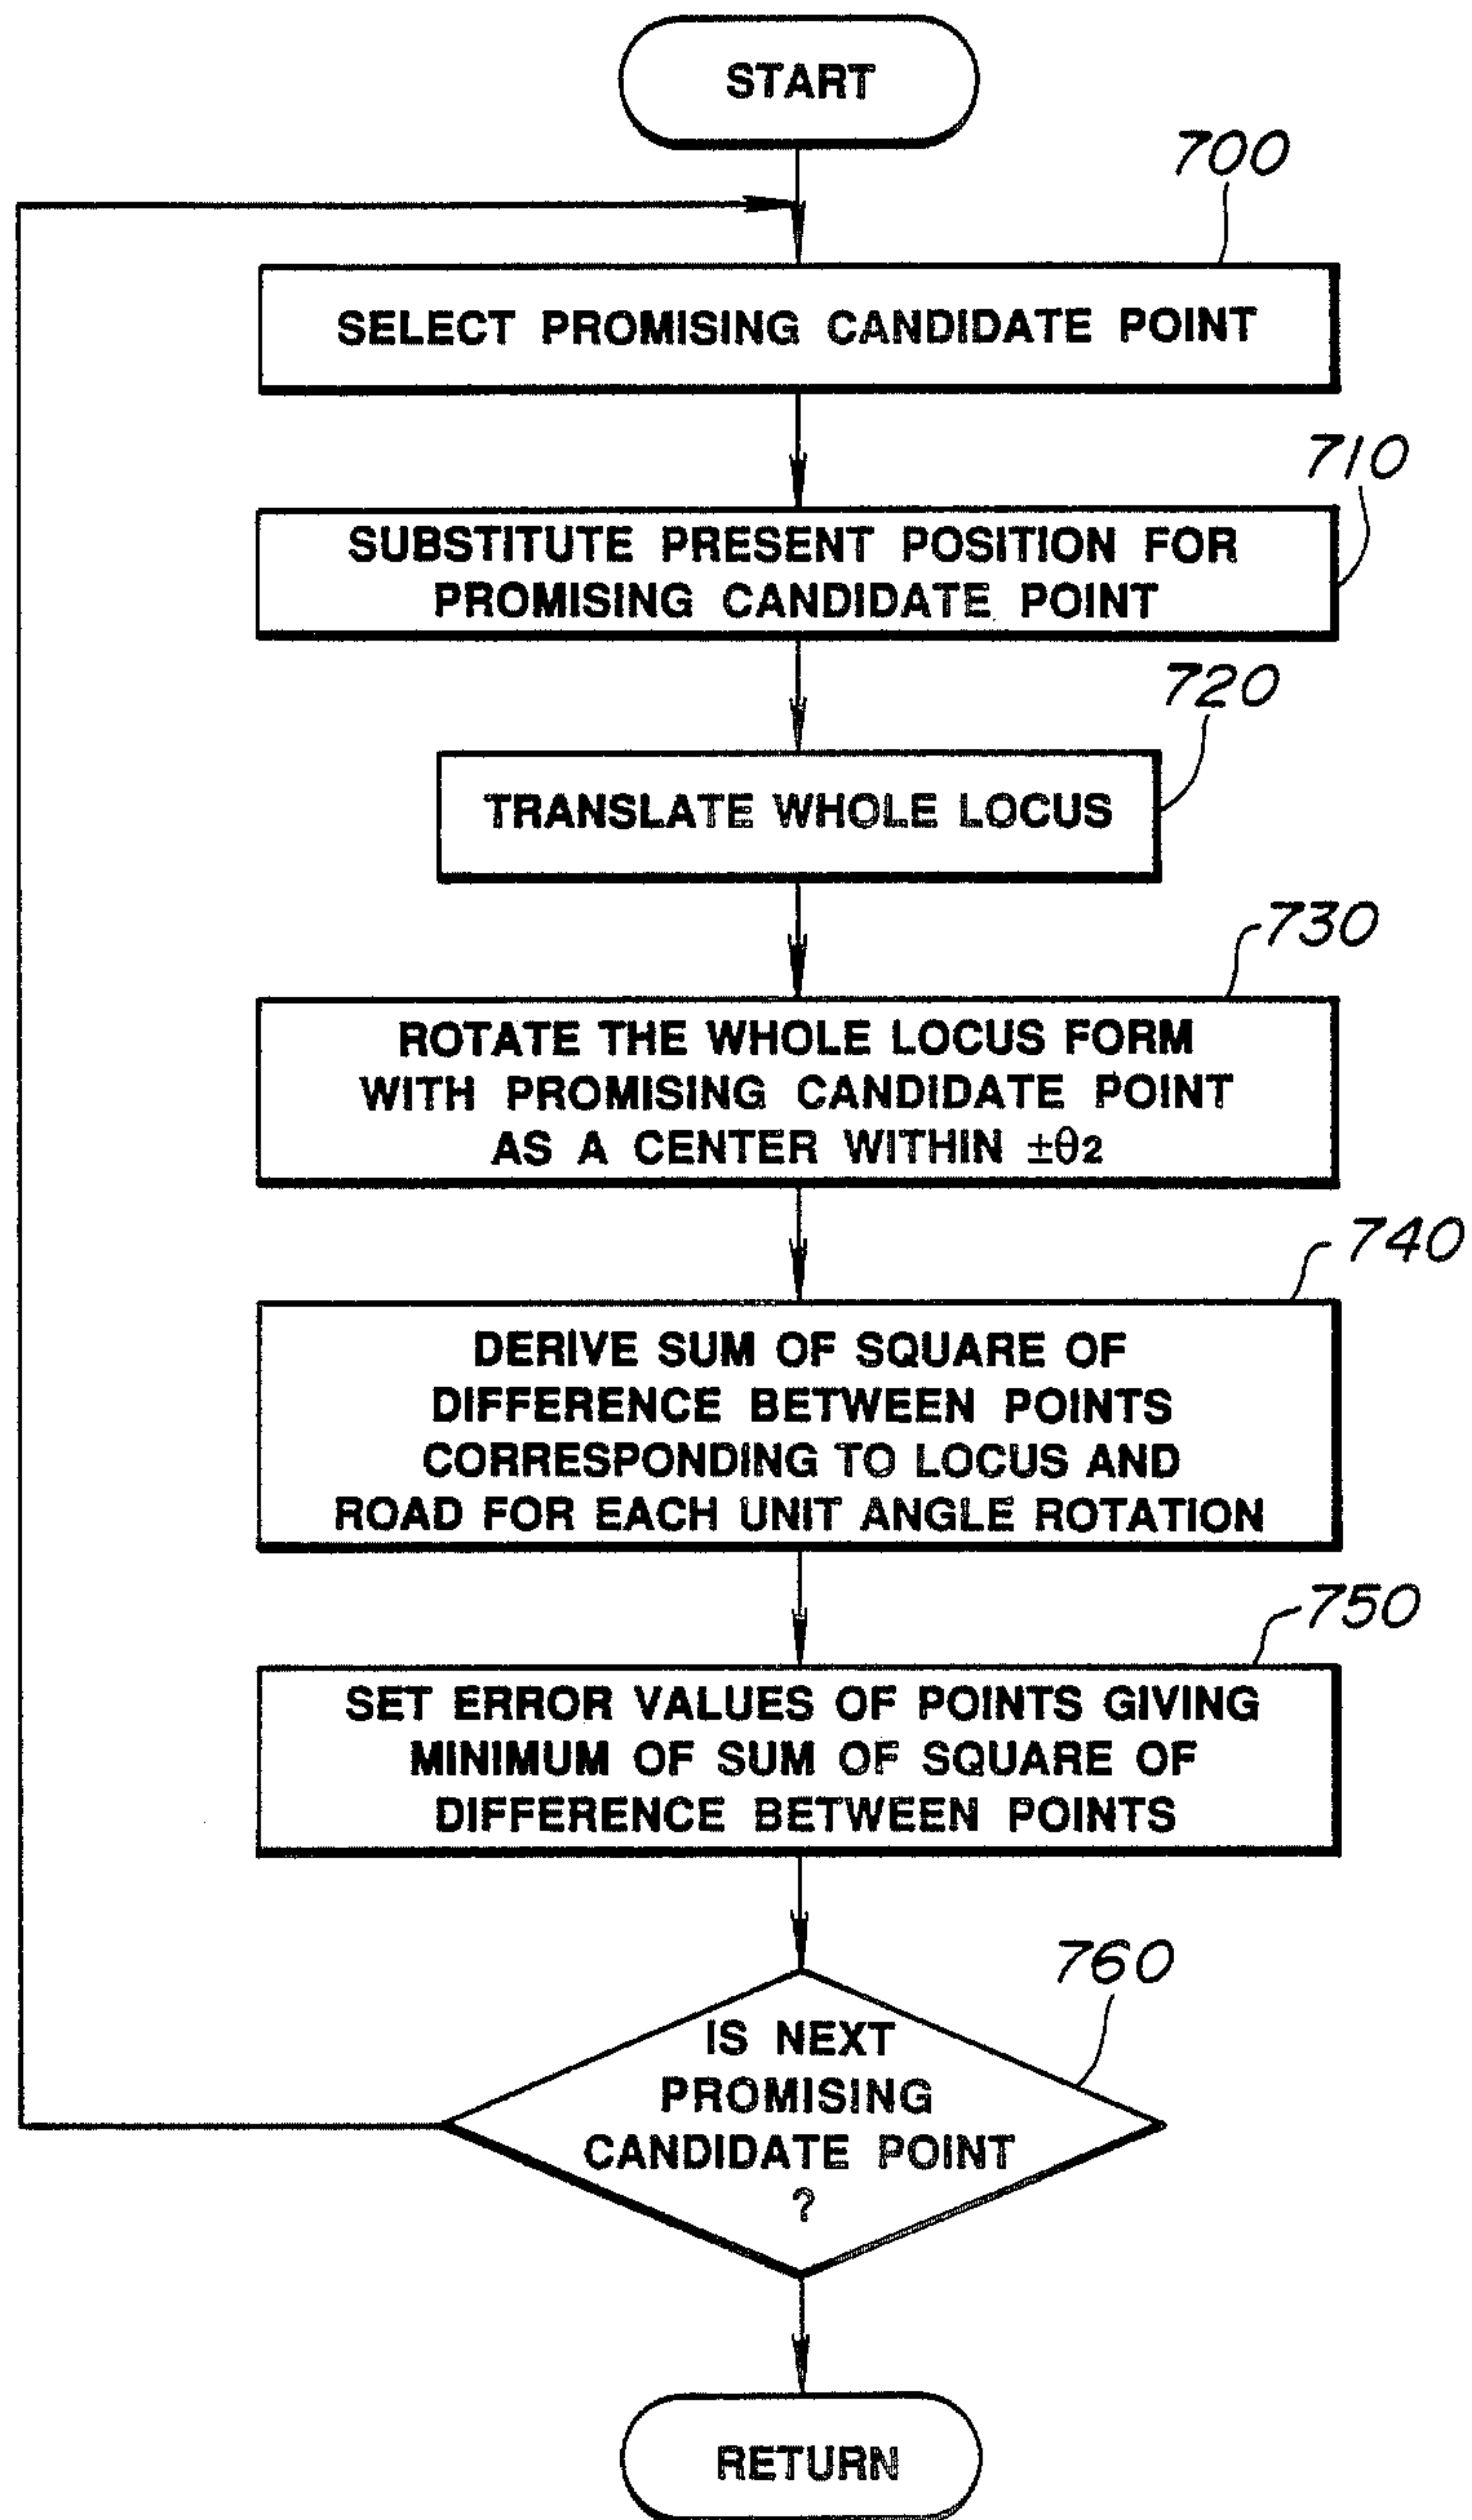 START
700
SELECT PROMISING CANDIDATE POINT
710
SUBSTITUTE PRESENT POSITION FOR
PROMISING CANDIDATE POINT
720
TRANSLATE WHOLE LOCUS
730
ROTATE THE WHOLE LOCUS FORM
WITH PROMISING CANDIDATE POINT
AS A CENTER WITHIN ±θ2
740
DERIVE SUM OF SQUARE OF
DIFFERENCE BETWEEN POINTS
CORRESPONDING TO LOCUS AND
ROAD FOR EACH UNIT ANGLE ROTATION
750
SET ERROR VALUES OF POINTS GIVING
MINIMUM OF SUM OF SQUARE OF
DIFFERENCE BETWEEN POINTS
760
IS NEXT
PROMISING
CANDIDATE POINT
?
RETURN